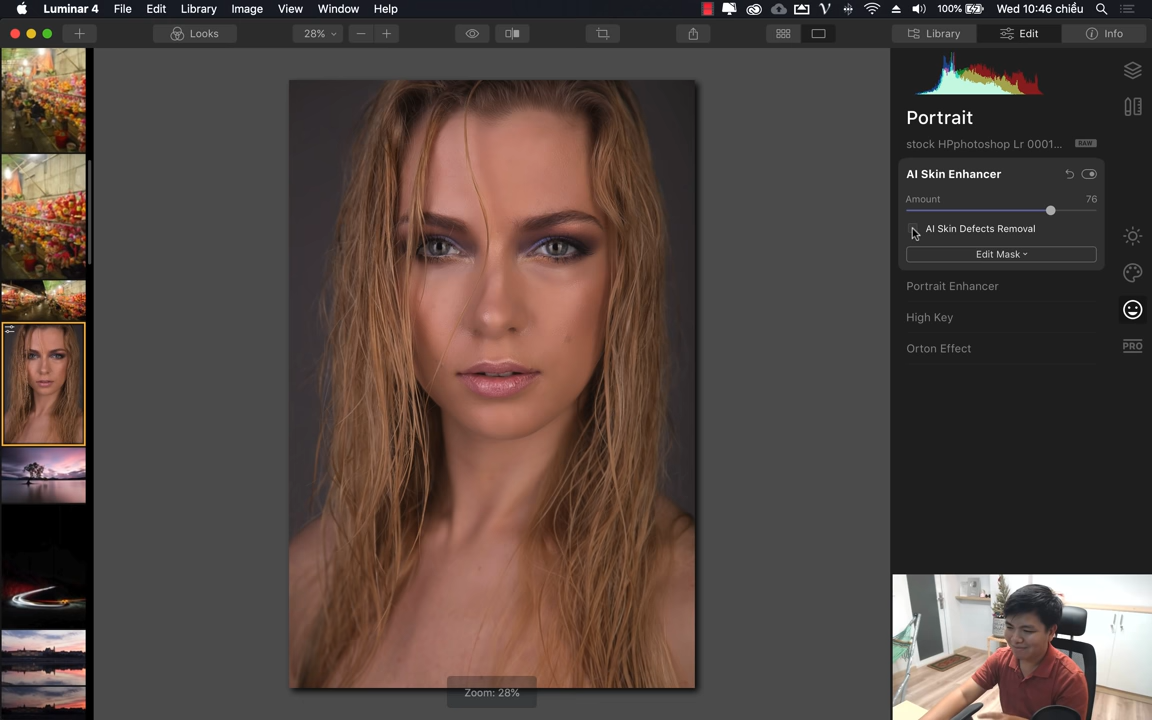 Luminar 4 File Edit Library Image View Window Help 100% Wed 10:46 chiều
Looks 28% Library Edit Info
Portrait
stock HPphotoshop Lr 0001... RAW
AI Skin Enhancer
Amount 76
AI Skin Defects Removal
Edit Mask
Portrait Enhancer
High Key
Orton Effect
PRO
Zoom: 28%